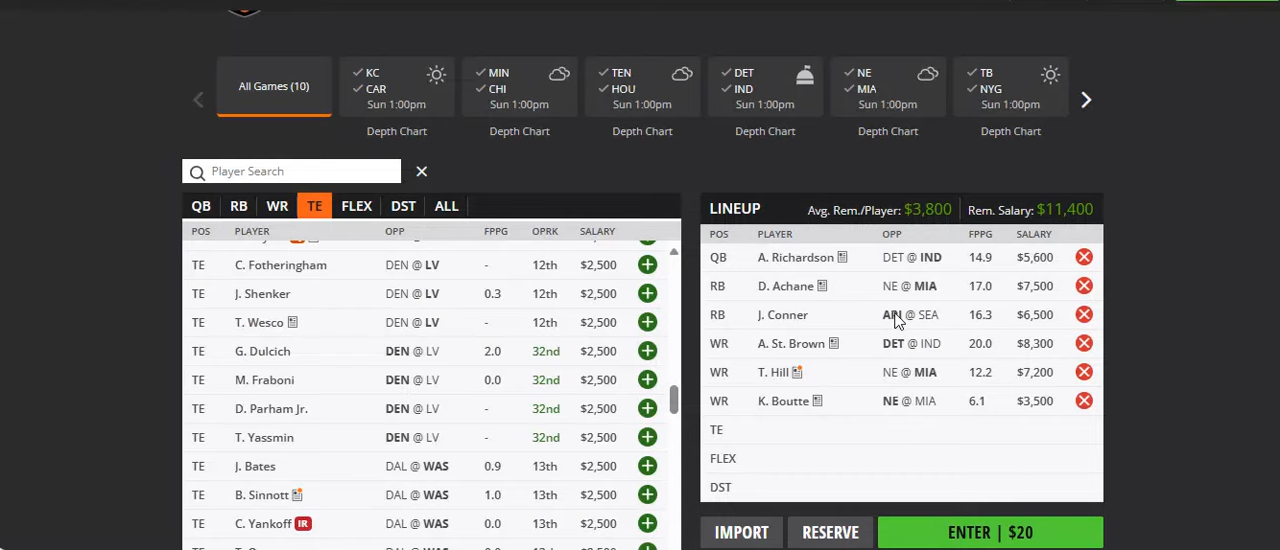 All Games (10)
KC
CAR
Sun 1:00pm
MIN
CHI
Sun 1:00pm
TEN
HOU
Sun 1:00pm
DET
IND
Sun 1:00pm
NE
MIA
Sun 1:00pm
TB
NYG
Sun 1:00pm
Depth Chart
Depth Chart
Depth Chart
Depth Chart
Depth Chart
Depth Chart
Player Search
QB RB WR TE FLEX DST ALL
POS PLAYER OPP FPPG OPRK SALARY
TE C. Fotheringham DEN @ LV - 12th $2,500
TE J. Shenker DEN @ LV 0.3 12th $2,500
TE T. Wesco DEN @ LV - 12th $2,500
TE G. Dulcich DEN @ LV 2.0 32nd $2,500
TE M. Fraboni DEN @ LV 0.0 32nd $2,500
TE D. Parham Jr. DEN @ LV - 32nd $2,500
TE T. Yassmin DEN @ LV - 32nd $2,500
TE J. Bates DAL @ WAS 0.9 13th $2,500
TE B. Sinnott DAL @ WAS 1.0 13th $2,500
TE C. Yankoff IR DAL @ WAS 0.0 13th $2,500
LINEUP Avg. Rem./Player: $3,800 Rem. Salary: $11,400
POS PLAYER OPP FPPG SALARY
QB A. Richardson DET @ IND 14.9 $5,600
RB D. Achane NE @ MIA 17.0 $7,500
RB J. Conner @ SEA 16.3 $6,500
WR A. St. Brown DET @ IND 20.0 $8,300
WR T. Hill NE @ MIA 12.2 $7,200
WR K. Boutte NE @ MIA 6.1 $3,500
TE
FLEX
DST
IMPORT RESERVE ENTER | $20